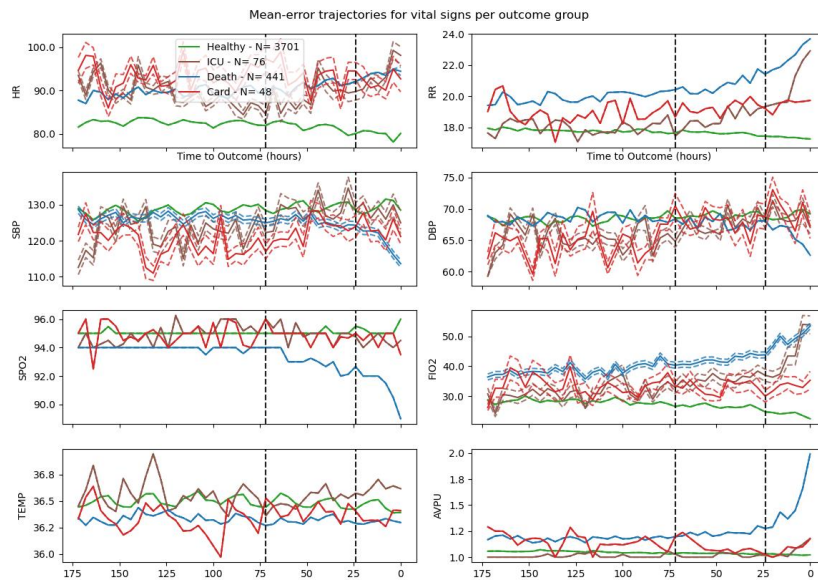 Mean-error trajectories for vital signs per outcome group
Healthy - N= 3701
ICU - N= 76
Death - N= 441
Card - N= 48
HR
100.0
90.0
80.0
Time to Outcome (hours)
RR
24.0
22.0
20.0
18.0
Time to Outcome (hours)
SBP
130.0
120.0
110.0
DBP
75.0
70.0
65.0
60.0
SPO2
96.0
94.0
92.0
90.0
FIO2
50.0
40.0
30.0
TEMP
36.8
36.5
36.2
36.0
175 150 125 100 75 50 25 0
AVPU
2.0
1.8
1.5
1.2
1.0
175 150 125 100 75 50 25 0